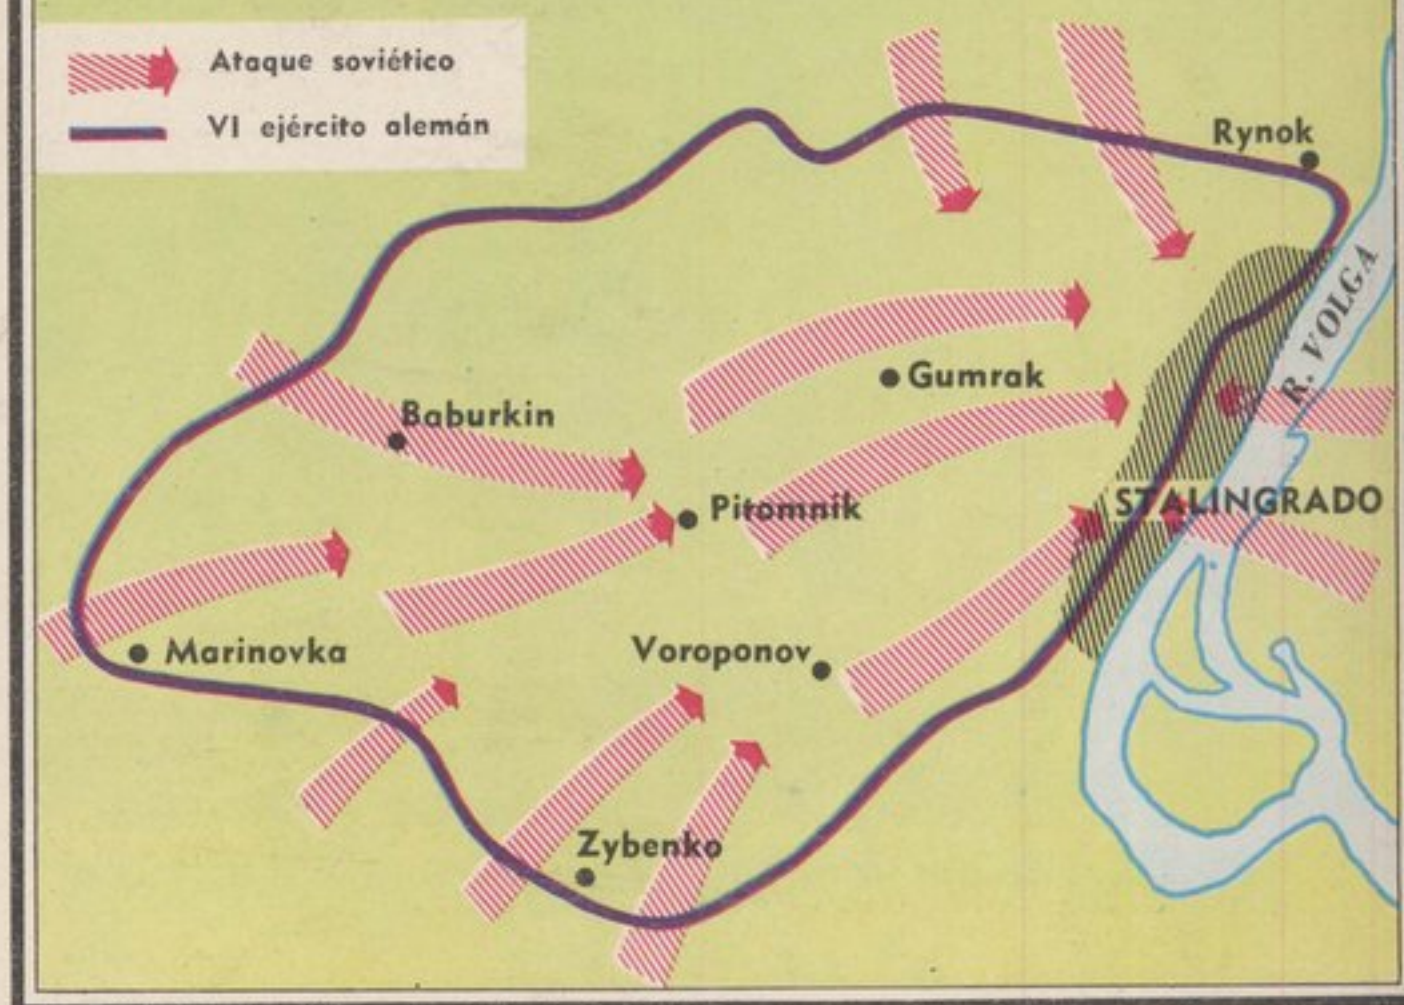 Ataque soviético
VI ejército alemán
Rynok
R. VOLGA
Gumrak
Baburkin
STALINGRADO
Pitomnik
Marinovka
Voroponov
Zybenko